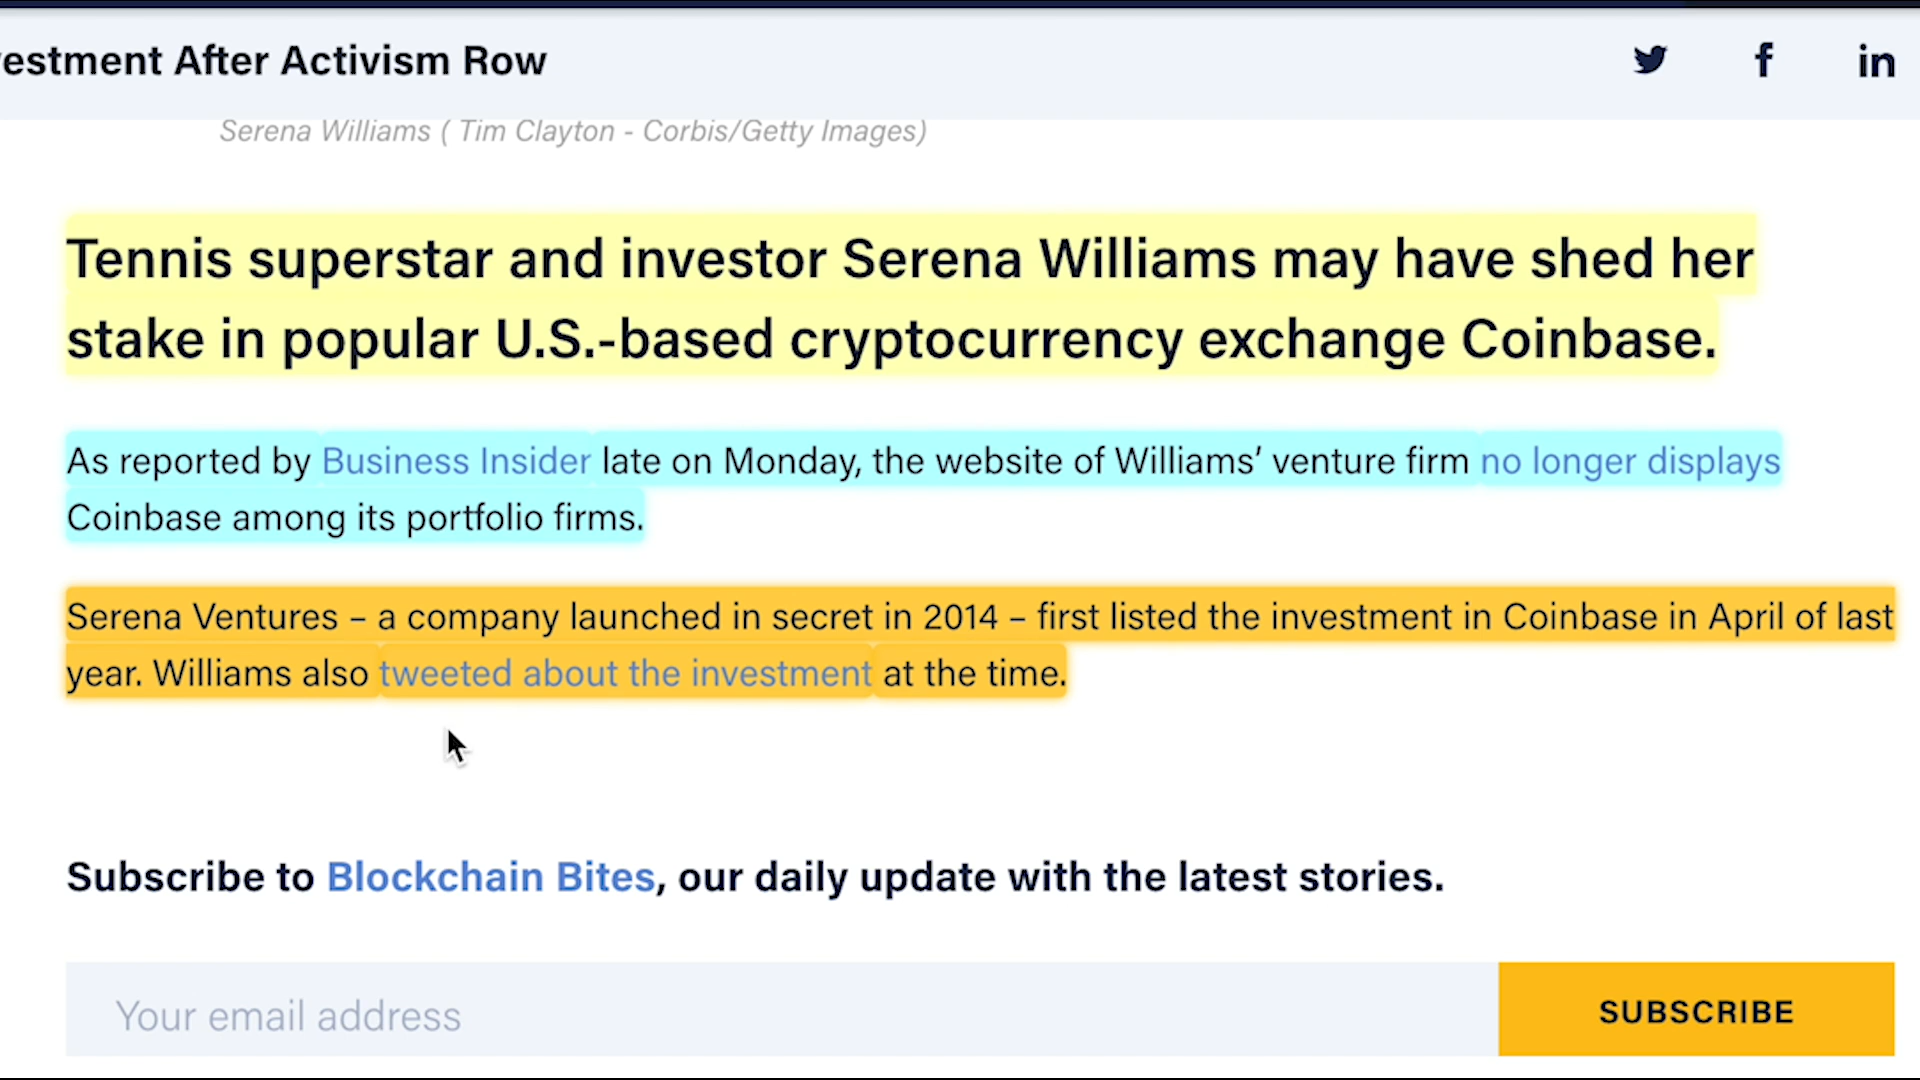 estment After Activism Row
Serena Williams ( Tim Clayton - Corbis/Getty Images)
Tennis superstar and investor Serena Williams may have shed her
stake in popular U.S.-based cryptocurrency exchange Coinbase.
As reported by Business Insider late on Monday, the website of Williams’ venture firm no longer displays
Coinbase among its portfolio firms.
Serena Ventures – a company launched in secret in 2014 – first listed the investment in Coinbase in April of last
year. Williams also tweeted about the investment at the time.
Subscribe to Blockchain Bites, our daily update with the latest stories.
Your email address
SUBSCRIBE